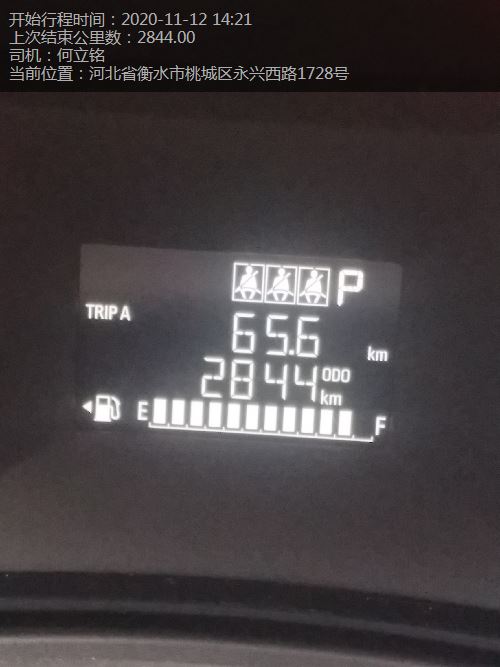 开始行程时间：2020-11-12 14:21
上次结束公里数：2844.00
司机：何立铭
当前位置：河北省衡水市桃城区永兴西路1728号
P
TRIP A
65.6 km
2844 ODO km
E F